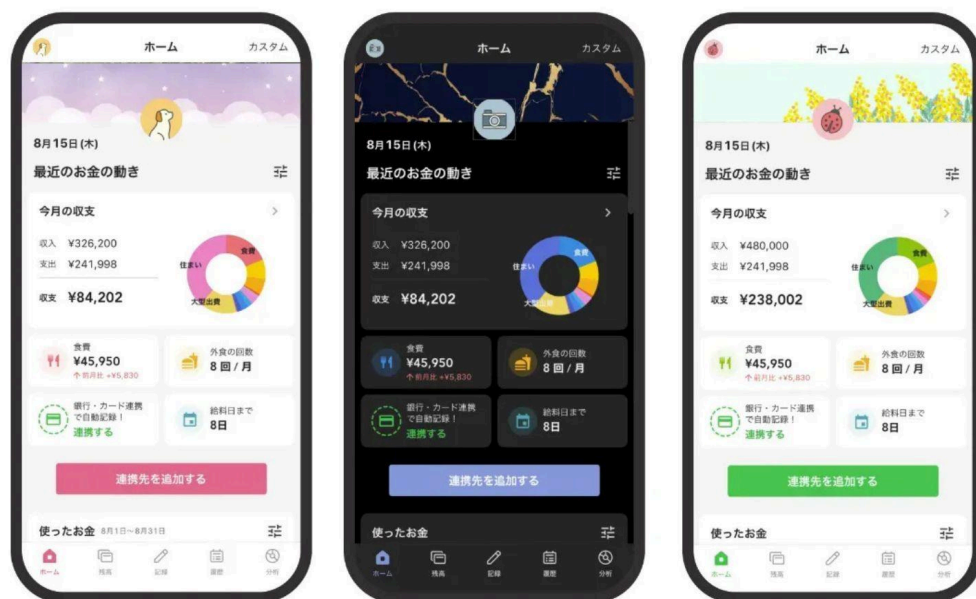 ホーム
カスタム
8月15日(木)
最近のお金の動き
今月の収支
収入 ¥326,200
支出 ¥241,998
収支 ¥84,202
食費
住まい
大型出費
食費
¥45,950
↑前月比 +¥5,830
外食の回数
8 回 / 月
銀行・カード連携
で自動記録！
連携する
給料日まで
8日
連携先を追加する
使ったお金 8月1日〜8月31日
ホーム
残高
記録
履歴
分析
ホーム
カスタム
8月15日(木)
最近のお金の動き
今月の収支
収入 ¥326,200
支出 ¥241,998
収支 ¥84,202
食費
住まい
大型出費
食費
¥45,950
↑前月比 +¥5,830
外食の回数
8 回 / 月
銀行・カード連携
で自動記録！
連携する
給料日まで
8日
連携先を追加する
使ったお金
ホーム
残高
記録
履歴
分析
ホーム
カスタム
8月15日(木)
最近のお金の動き
今月の収支
収入 ¥480,000
支出 ¥241,998
収支 ¥238,002
食費
住まい
大型出費
食費
¥45,950
↑前月比 +¥5,830
外食の回数
8 回 / 月
銀行・カード連携
で自動記録！
連携する
給料日まで
8日
連携先を追加する
使ったお金
ホーム
残高
記録
履歴
分析